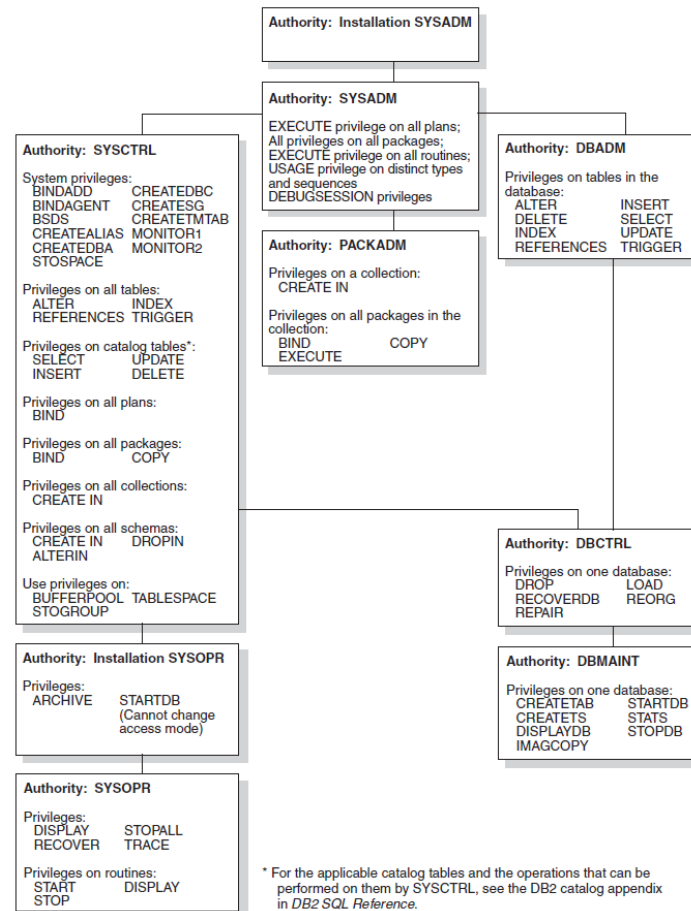 Authority: Installation SYSADM
Authority: SYSADM
EXECUTE privilege on all plans;
All privileges on all packages;
EXECUTE privilege on all routines;
USAGE privilege on distinct types
and sequences
DEBUGSESSION privileges
Authority: SYSCTRL
System privileges:
BINDADD CREATEDBC
BINDAGENT CREATESG
BSDS CREATETMTAB
CREATEALIAS MONITOR1
CREATEDBA MONITOR2
STOSPACE
Privileges on all tables:
ALTER INDEX
REFERENCES TRIGGER
Privileges on catalog tables*:
SELECT UPDATE
INSERT DELETE
Privileges on all plans:
BIND
Privileges on all packages:
BIND COPY
Privileges on all collections:
CREATE IN
Privileges on all schemas:
CREATE IN DROPIN
ALTERIN
Use privileges on:
BUFFERPOOL TABLESPACE
STOGROUP
Authority: PACKADM
Privileges on a collection:
CREATE IN
Privileges on all packages in the
collection:
BIND COPY
EXECUTE
Authority: DBADM
Privileges on tables in the
database:
ALTER INSERT
DELETE SELECT
INDEX UPDATE
REFERENCES TRIGGER
Authority: DBCTRL
Privileges on one database:
DROP LOAD
RECOVERDB REORG
REPAIR
Authority: DBMAINT
Privileges on one database:
CREATETAB STARTDB
CREATETS STATS
DISPLAYDB STOPDB
IMAGCOPY
Authority: Installation SYSOPR
Privileges:
ARCHIVE STARTDB
(Cannot change
access mode)
Authority: SYSOPR
Privileges:
DISPLAY STOPALL
RECOVER TRACE
Privileges on routines:
START DISPLAY
STOP
* For the applicable catalog tables and the operations that can be
performed on them by SYSCTRL, see the DB2 catalog appendix
in DB2 SQL Reference.